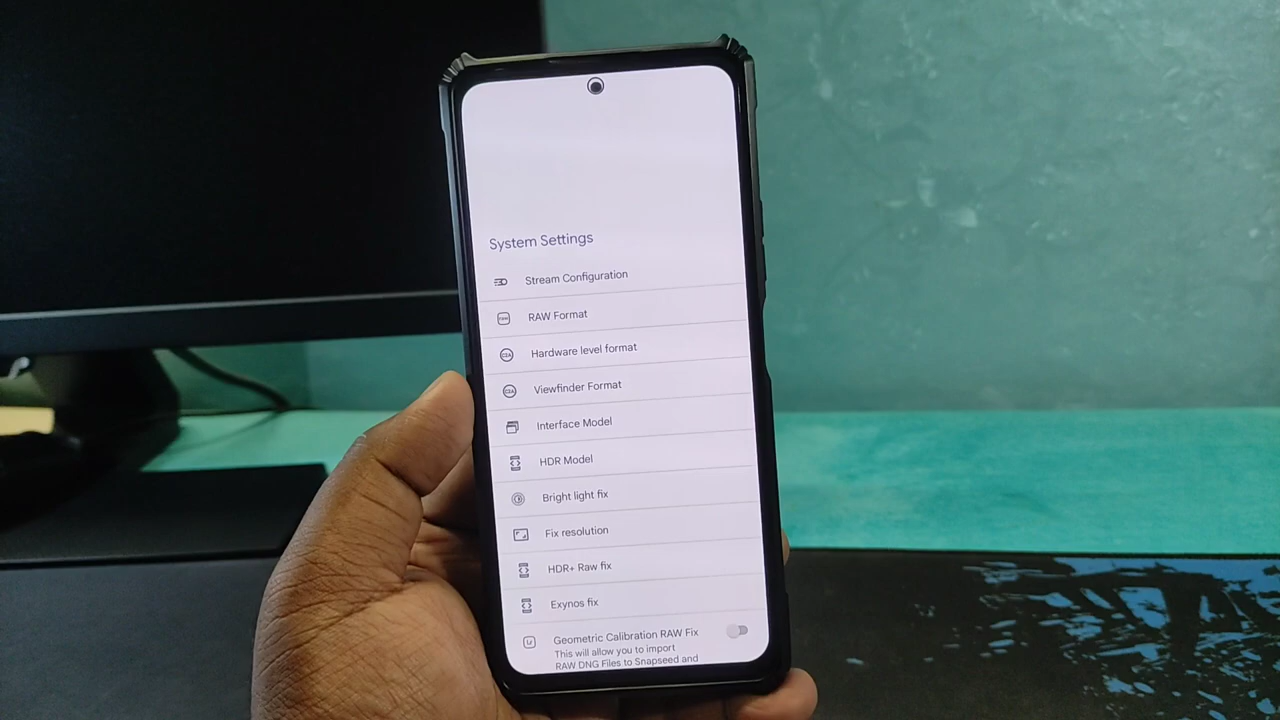 System Settings
Stream Configuration
RAW Format
Hardware level format
Viewfinder Format
Interface Model
HDR Model
Bright light fix
Fix resolution
HDR+ Raw fix
Exynos fix
Geometric Calibration RAW Fix
This will allow you to import
RAW DNG Files to Snapseed and